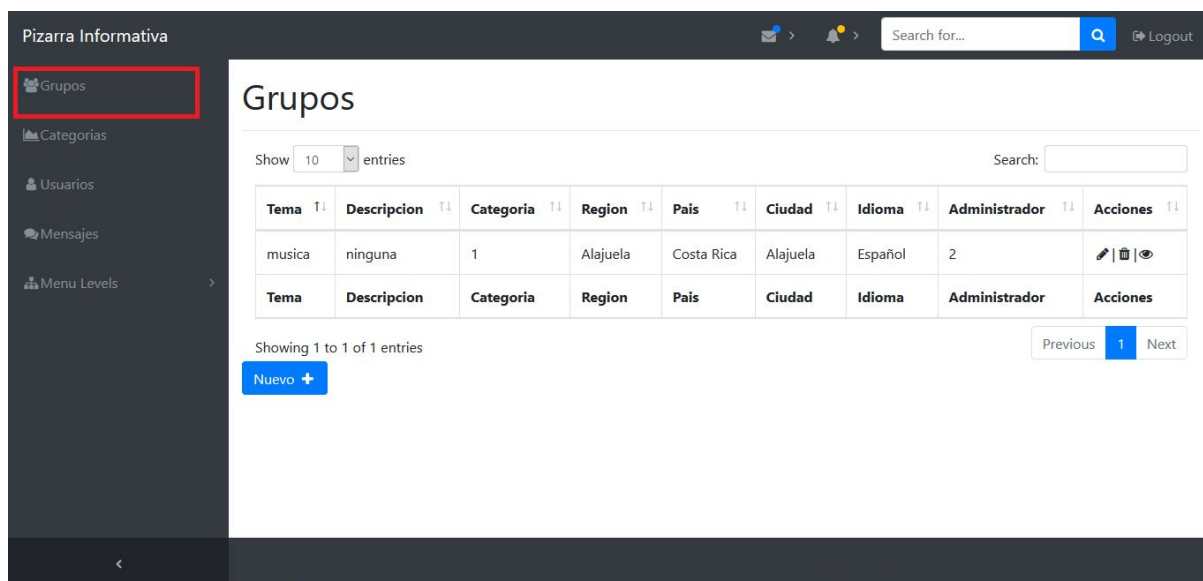 Pizarra Informativa
Search for...
Logout
Grupos
Categorias
Usuarios
Mensajes
Menu Levels
Grupos
Show 10 entries
Search:
Tema Descripcion Categoria Region Pais Ciudad Idioma Administrador Acciones
musica ninguna 1 Alajuela Costa Rica Alajuela Español 2 | |
Tema Descripcion Categoria Region Pais Ciudad Idioma Administrador Acciones
Showing 1 to 1 of 1 entries
Previous 1 Next
Nuevo